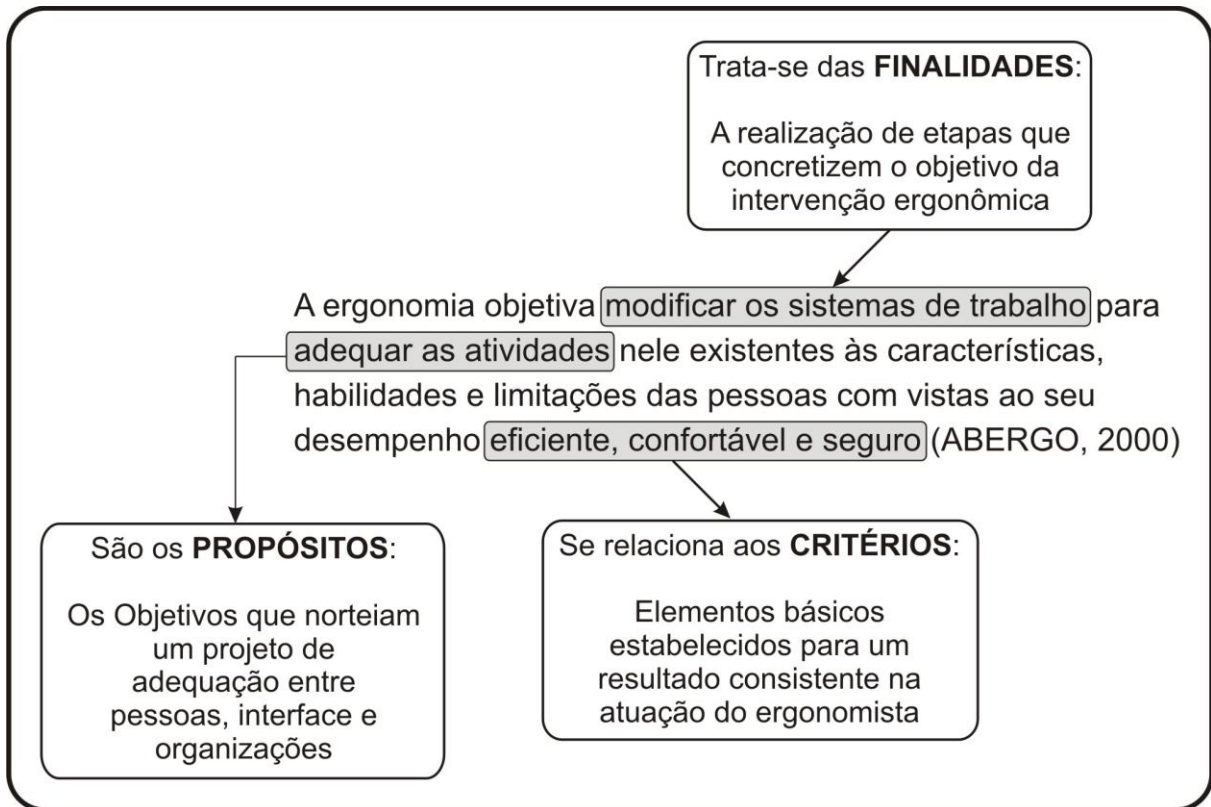 Trata-se das FINALIDADES:
A realização de etapas que
concretizem o objetivo da
intervenção ergonômica
A ergonomia objetiva modificar os sistemas de trabalho para
adequar as atividades nele existentes às características,
habilidades e limitações das pessoas com vistas ao seu
desempenho eficiente, confortável e seguro (ABERGO, 2000)
São os PROPÓSITOS:
Os Objetivos que norteiam
um projeto de
adequação entre
pessoas, interface e
organizações
Se relaciona aos CRITÉRIOS:
Elementos básicos
estabelecidos para um
resultado consistente na
atuação do ergonomista